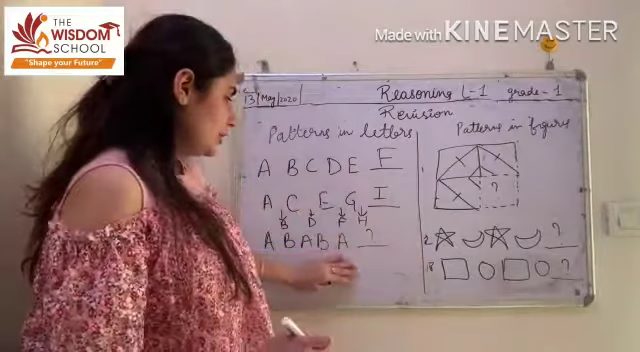 THE
WISDOM
SCHOOL
"Shape your Future"
Made with KINEMASTER
13 May/2020
Reasoning L-1 grade-1
Revision
Patterns in letters
A B C D E F
A C E G I
B D F H
A B A B A ?
Patterns in figures
1.
?
2.
3.
?